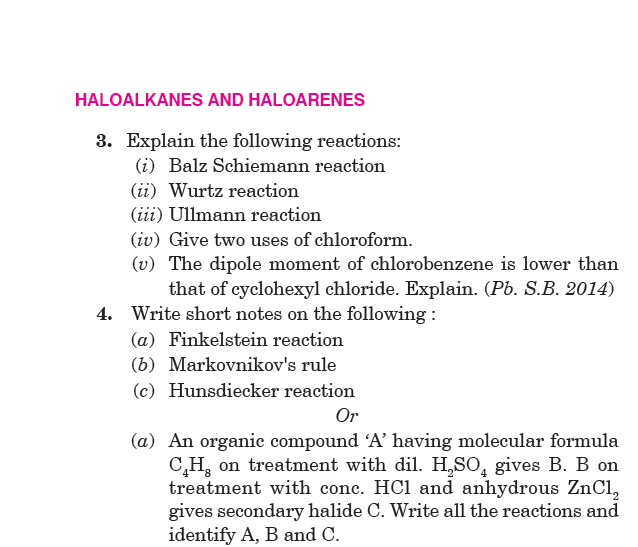 HALOALKANES AND HALOARENES
3. Explain the following reactions:
(i) Balz Schiemann reaction
(ii) Wurtz reaction
(iii) Ullmann reaction
(iv) Give two uses of chloroform.
(v) The dipole moment of chlorobenzene is lower than
that of cyclohexyl chloride. Explain. (Pb. S.B. 2014)
4. Write short notes on the following :
(a) Finkelstein reaction
(b) Markovnikov's rule
(c) Hunsdiecker reaction
Or
(a) An organic compound ‘A’ having molecular formula
C₄H₈ on treatment with dil. H₂SO₄ gives B. B on
treatment with conc. HCl and anhydrous ZnCl₂
gives secondary halide C. Write all the reactions and
identify A, B and C.